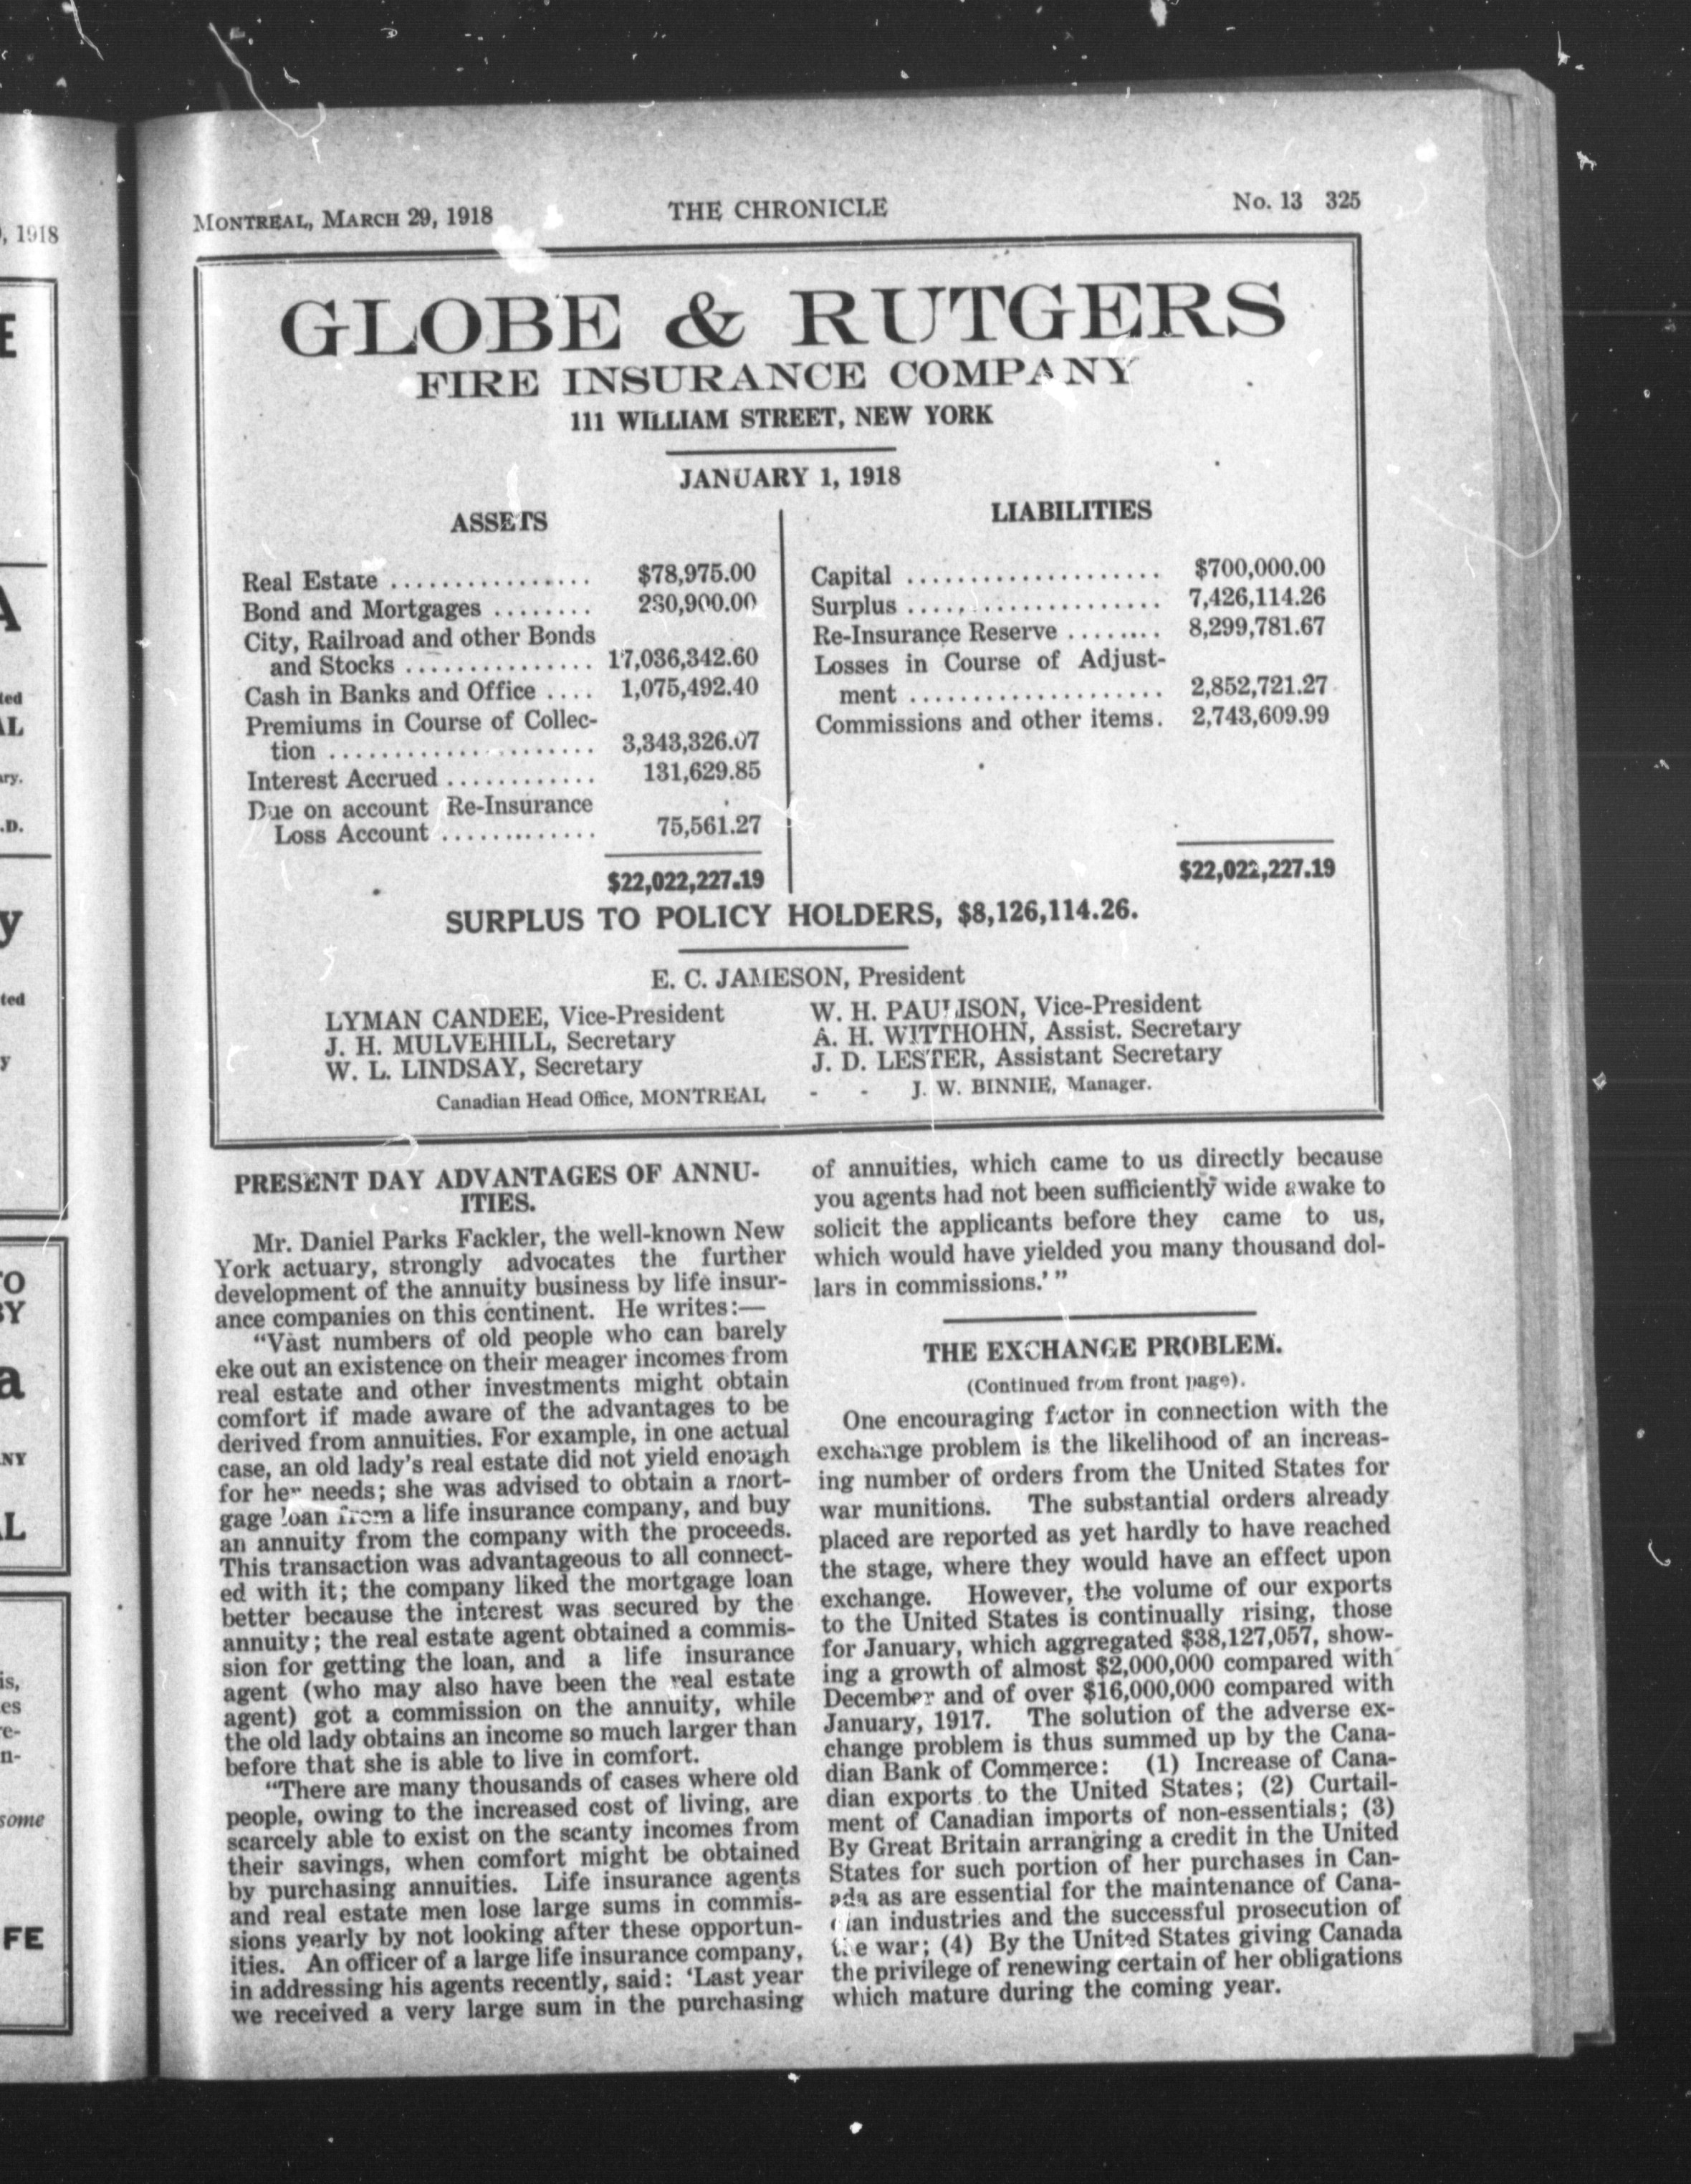 MONTREAL, MARCH 29, 1918
THE CHRONICLE
No. 13 325
GLOBE & RUTGERS
FIRE INSURANCE COMPANY
111 WILLIAM STREET, NEW YORK
JANUARY 1, 1918
ASSETS
Real Estate ................ $78,975.00
Bond and Mortgages ........ 280,900.00
City, Railroad and other Bonds
and Stocks ............... 17,036,342.60
Cash in Banks and Office .... 1,075,492.40
Premiums in Course of Collec-
tion ..................... 3,343,326.07
Interest Accrued ............ 131,629.85
Due on account Re-Insurance
Loss Account ............ 75,561.27
$22,022,227.19
LIABILITIES
Capital .................... $700,000.00
Surplus .................... 7,426,114.26
Re-Insurance Reserve ........ 8,299,781.67
Losses in Course of Adjust-
ment .................... 2,852,721.27
Commissions and other items. 2,743,609.99
$22,022,227.19
SURPLUS TO POLICY HOLDERS, $8,126,114.26.
E. C. JAMESON, President
LYMAN CANDEE, Vice-President
J. H. MULVEHILL, Secretary
W. L. LINDSAY, Secretary
W. H. PAULISON, Vice-President
A. H. WITTHOHN, Assist. Secretary
J. D. LESTER, Assistant Secretary
Canadian Head Office, MONTREAL - - J. W. BINNIE, Manager.
PRESENT DAY ADVANTAGES OF ANNU-
ITIES.
Mr. Daniel Parks Fackler, the well-known New
York actuary, strongly advocates the further
development of the annuity business by life insur-
ance companies on this continent. He writes:—
"Vast numbers of old people who can barely
eke out an existence on their meager incomes from
real estate and other investments might obtain
comfort if made aware of the advantages to be
derived from annuities. For example, in one actual
case, an old lady's real estate did not yield enough
for her needs; she was advised to obtain a mort-
gage loan from a life insurance company, and buy
an annuity from the company with the proceeds.
This transaction was advantageous to all connect-
ed with it; the company liked the mortgage loan
better because the interest was secured by the
annuity; the real estate agent obtained a commis-
sion for getting the loan, and a life insurance
agent (who may also have been the real estate
agent) got a commission on the annuity, while
the old lady obtains an income so much larger than
before that she is able to live in comfort.
"There are many thousands of cases where old
people, owing to the increased cost of living, are
scarcely able to exist on the scanty incomes from
their savings, when comfort might be obtained
by purchasing annuities. Life insurance agents
and real estate men lose large sums in commis-
sions yearly by not looking after these opportun-
ities. An officer of a large life insurance company,
in addressing his agents recently, said: 'Last year
we received a very large sum in the purchasing
of annuities, which came to us directly because
you agents had not been sufficiently wide awake to
solicit the applicants before they came to us,
which would have yielded you many thousand dol-
lars in commissions.' "
THE EXCHANGE PROBLEM.
(Continued from front page).
One encouraging factor in connection with the
exchange problem is the likelihood of an increas-
ing number of orders from the United States for
war munitions. The substantial orders already
placed are reported as yet hardly to have reached
the stage, where they would have an effect upon
exchange. However, the volume of our exports
to the United States is continually rising, those
for January, which aggregated $38,127,057, show-
ing a growth of almost $2,000,000 compared with
December and of over $16,000,000 compared with
January, 1917. The solution of the adverse ex-
change problem is thus summed up by the Cana-
dian Bank of Commerce: (1) Increase of Cana-
dian exports to the United States; (2) Curtail-
ment of Canadian imports of non-essentials; (3)
By Great Britain arranging a credit in the United
States for such portion of her purchases in Can-
ada as are essential for the maintenance of Cana-
dian industries and the successful prosecution of
the war; (4) By the United States giving Canada
the privilege of renewing certain of her obligations
which mature during the coming year.